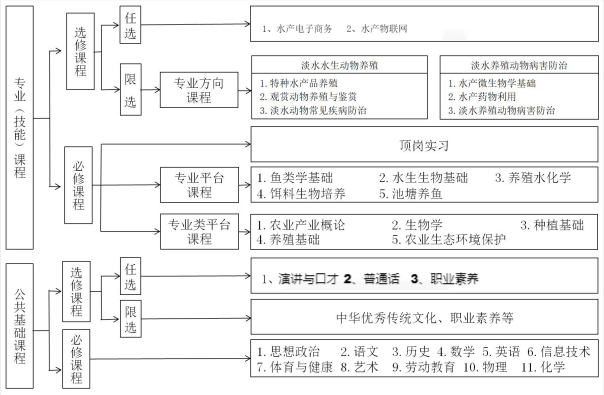 专业（技能）课程
选修课程
任选
1、水产电子商务 2、水产物联网
限选
专业方向课程
淡水水生动物养殖
1.特种水产品养殖
2.观赏动物养殖与鉴赏
3.淡水动物常见疾病防治
淡水养殖动物病害防治
1.水产微生物学基础
2.水产药物利用
3.淡水养殖动物病害防治
必修课程
顶岗实习
专业平台课程
1.鱼类学基础 2.水生生物基础 3.养殖水化学
4.饵料生物培养 5.池塘养鱼
专业类平台课程
1.农业产业概论 2.生物学 3.种植基础
4.养殖基础 5.农业生态环境保护
公共基础课程
选修课程
任选
1、演讲与口才 2、普通话 3、职业素养
限选
中华优秀传统文化、职业素养等
必修课程
1.思想政治 2.语文 3.历史 4.数学 5.英语 6.信息技术
7.体育与健康 8.艺术 9.劳动教育 10.物理 11.化学